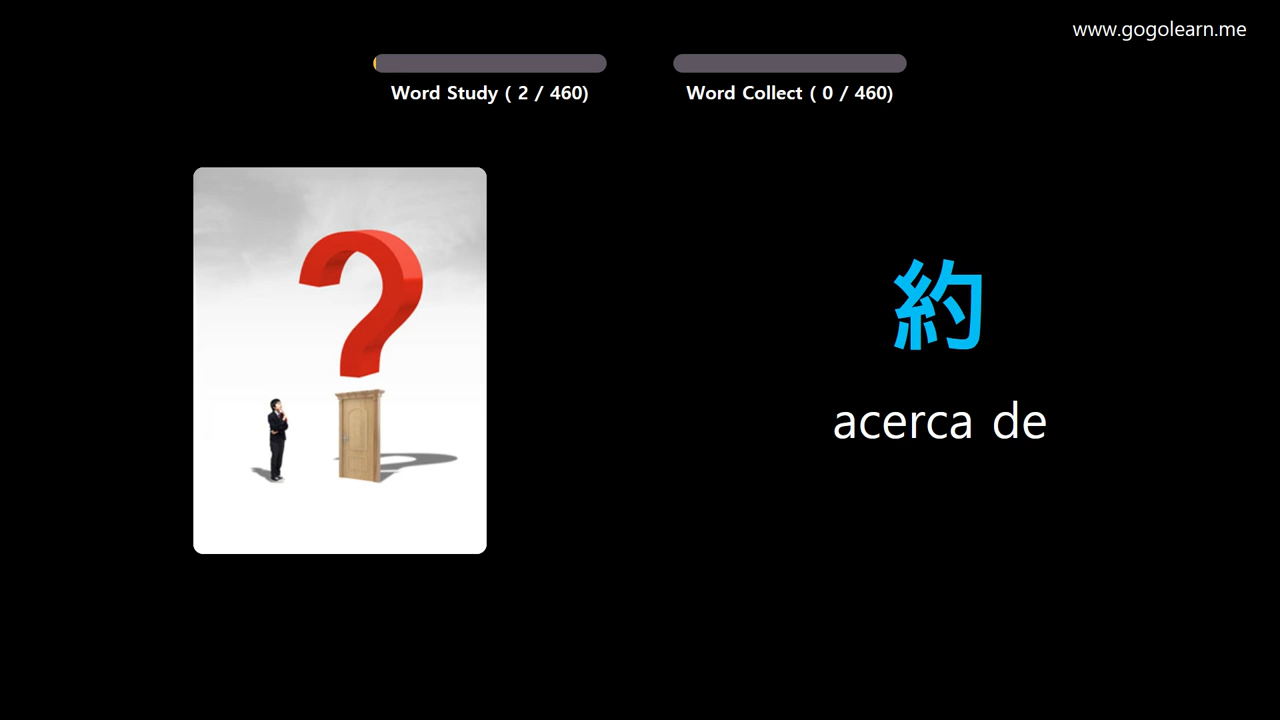 www.gogolearn.me
Word Study ( 2 / 460)
Word Collect ( 0 / 460)
?
約
acerca de